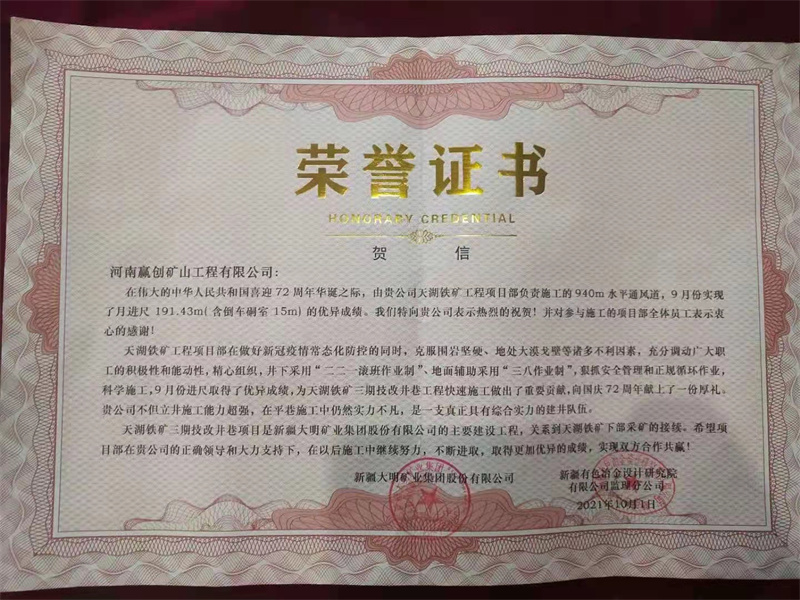 荣誉证书
HONORARY CREDENTIAL
贺 信
河南赢创矿山工程有限公司:
在伟大的中华人民共和国喜迎72周年华诞之际,由贵公司天湖铁矿工程项目部负责施工的940m水平通风道,9月份实现
了月进尺 191.43m(含倒车硐室 15m)的优异成绩。我们特向贵公司表示热烈的祝贺!并对参与施工的项目部全体员工表示衷
心的感谢!
天湖铁矿工程项目部在做好新冠疫情常态化防控的同时,克服围岩坚硬、地处大漠戈壁等诸多不利因素,充分调动广大职
工的积极性和能动性,精心组织,井下采用“二二一滚班作业制”、地面辅助采用“三八作业制”,狠抓安全管理和正规循环作业,
科学施工,9月份进尺取得了优异成绩,为天湖铁矿三期技改井巷工程快速施工做出了重要贡献,向国庆72周年献上了一份厚礼。
贵公司不但立井施工能力超强,在平巷施工中仍然实力不凡,是一支真正具有综合实力的建井队伍。
天湖铁矿三期技改井巷项目是新疆大明矿业集团股份有限公司的主要建设工程,关系到天湖铁矿下部采矿的接续、希望项
目部在贵公司的正确领导和大力支持下,在以后施工中继续努力,不断进取,取得更加优异的成绩,实现双方合作共赢!
新疆大明矿业集团股份有限公司
新疆有色冶金设计研究院
有限公司监理分公司
2021年10月1日